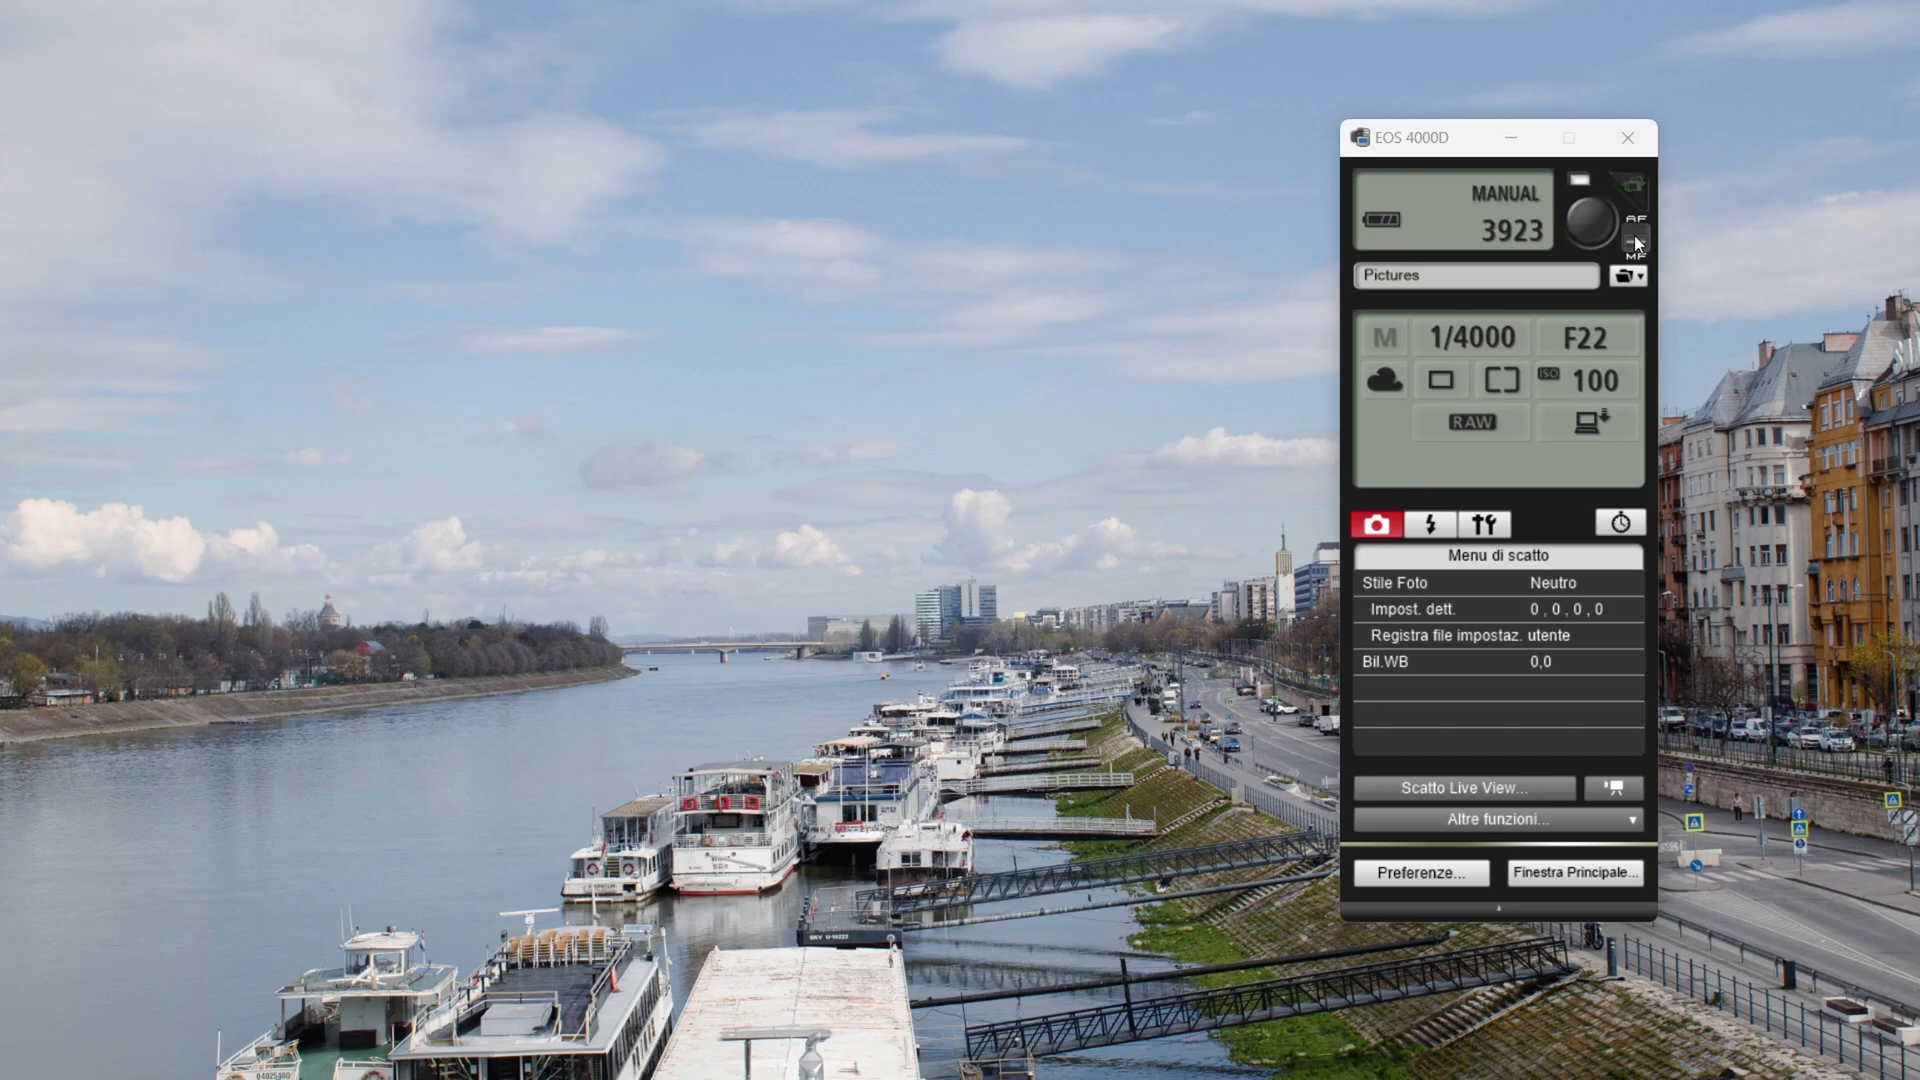 EOS 4000D
MANUAL
3923
AF
MF
Pictures
M 1/4000 F22
ISO 100
RAW
Menu di scatto
Stile Foto Neutro
Impost. dett. 0 , 0 , 0 , 0
Registra file impostaz. utente
Bil.WB 0,0
Scatto Live View...
Altre funzioni...
Preferenze... Finestra Principale...